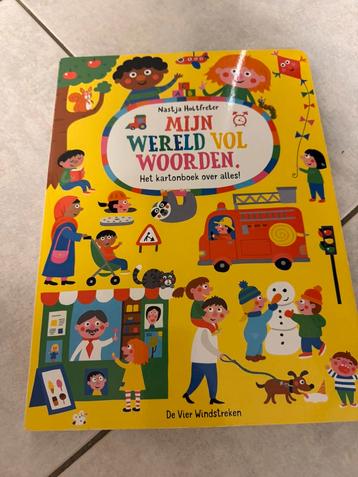 Nastja Holtfreter
MIJN
WERELD VOL
WOORDEN.
Het kartonboek over alles!
De Vier Windstreken